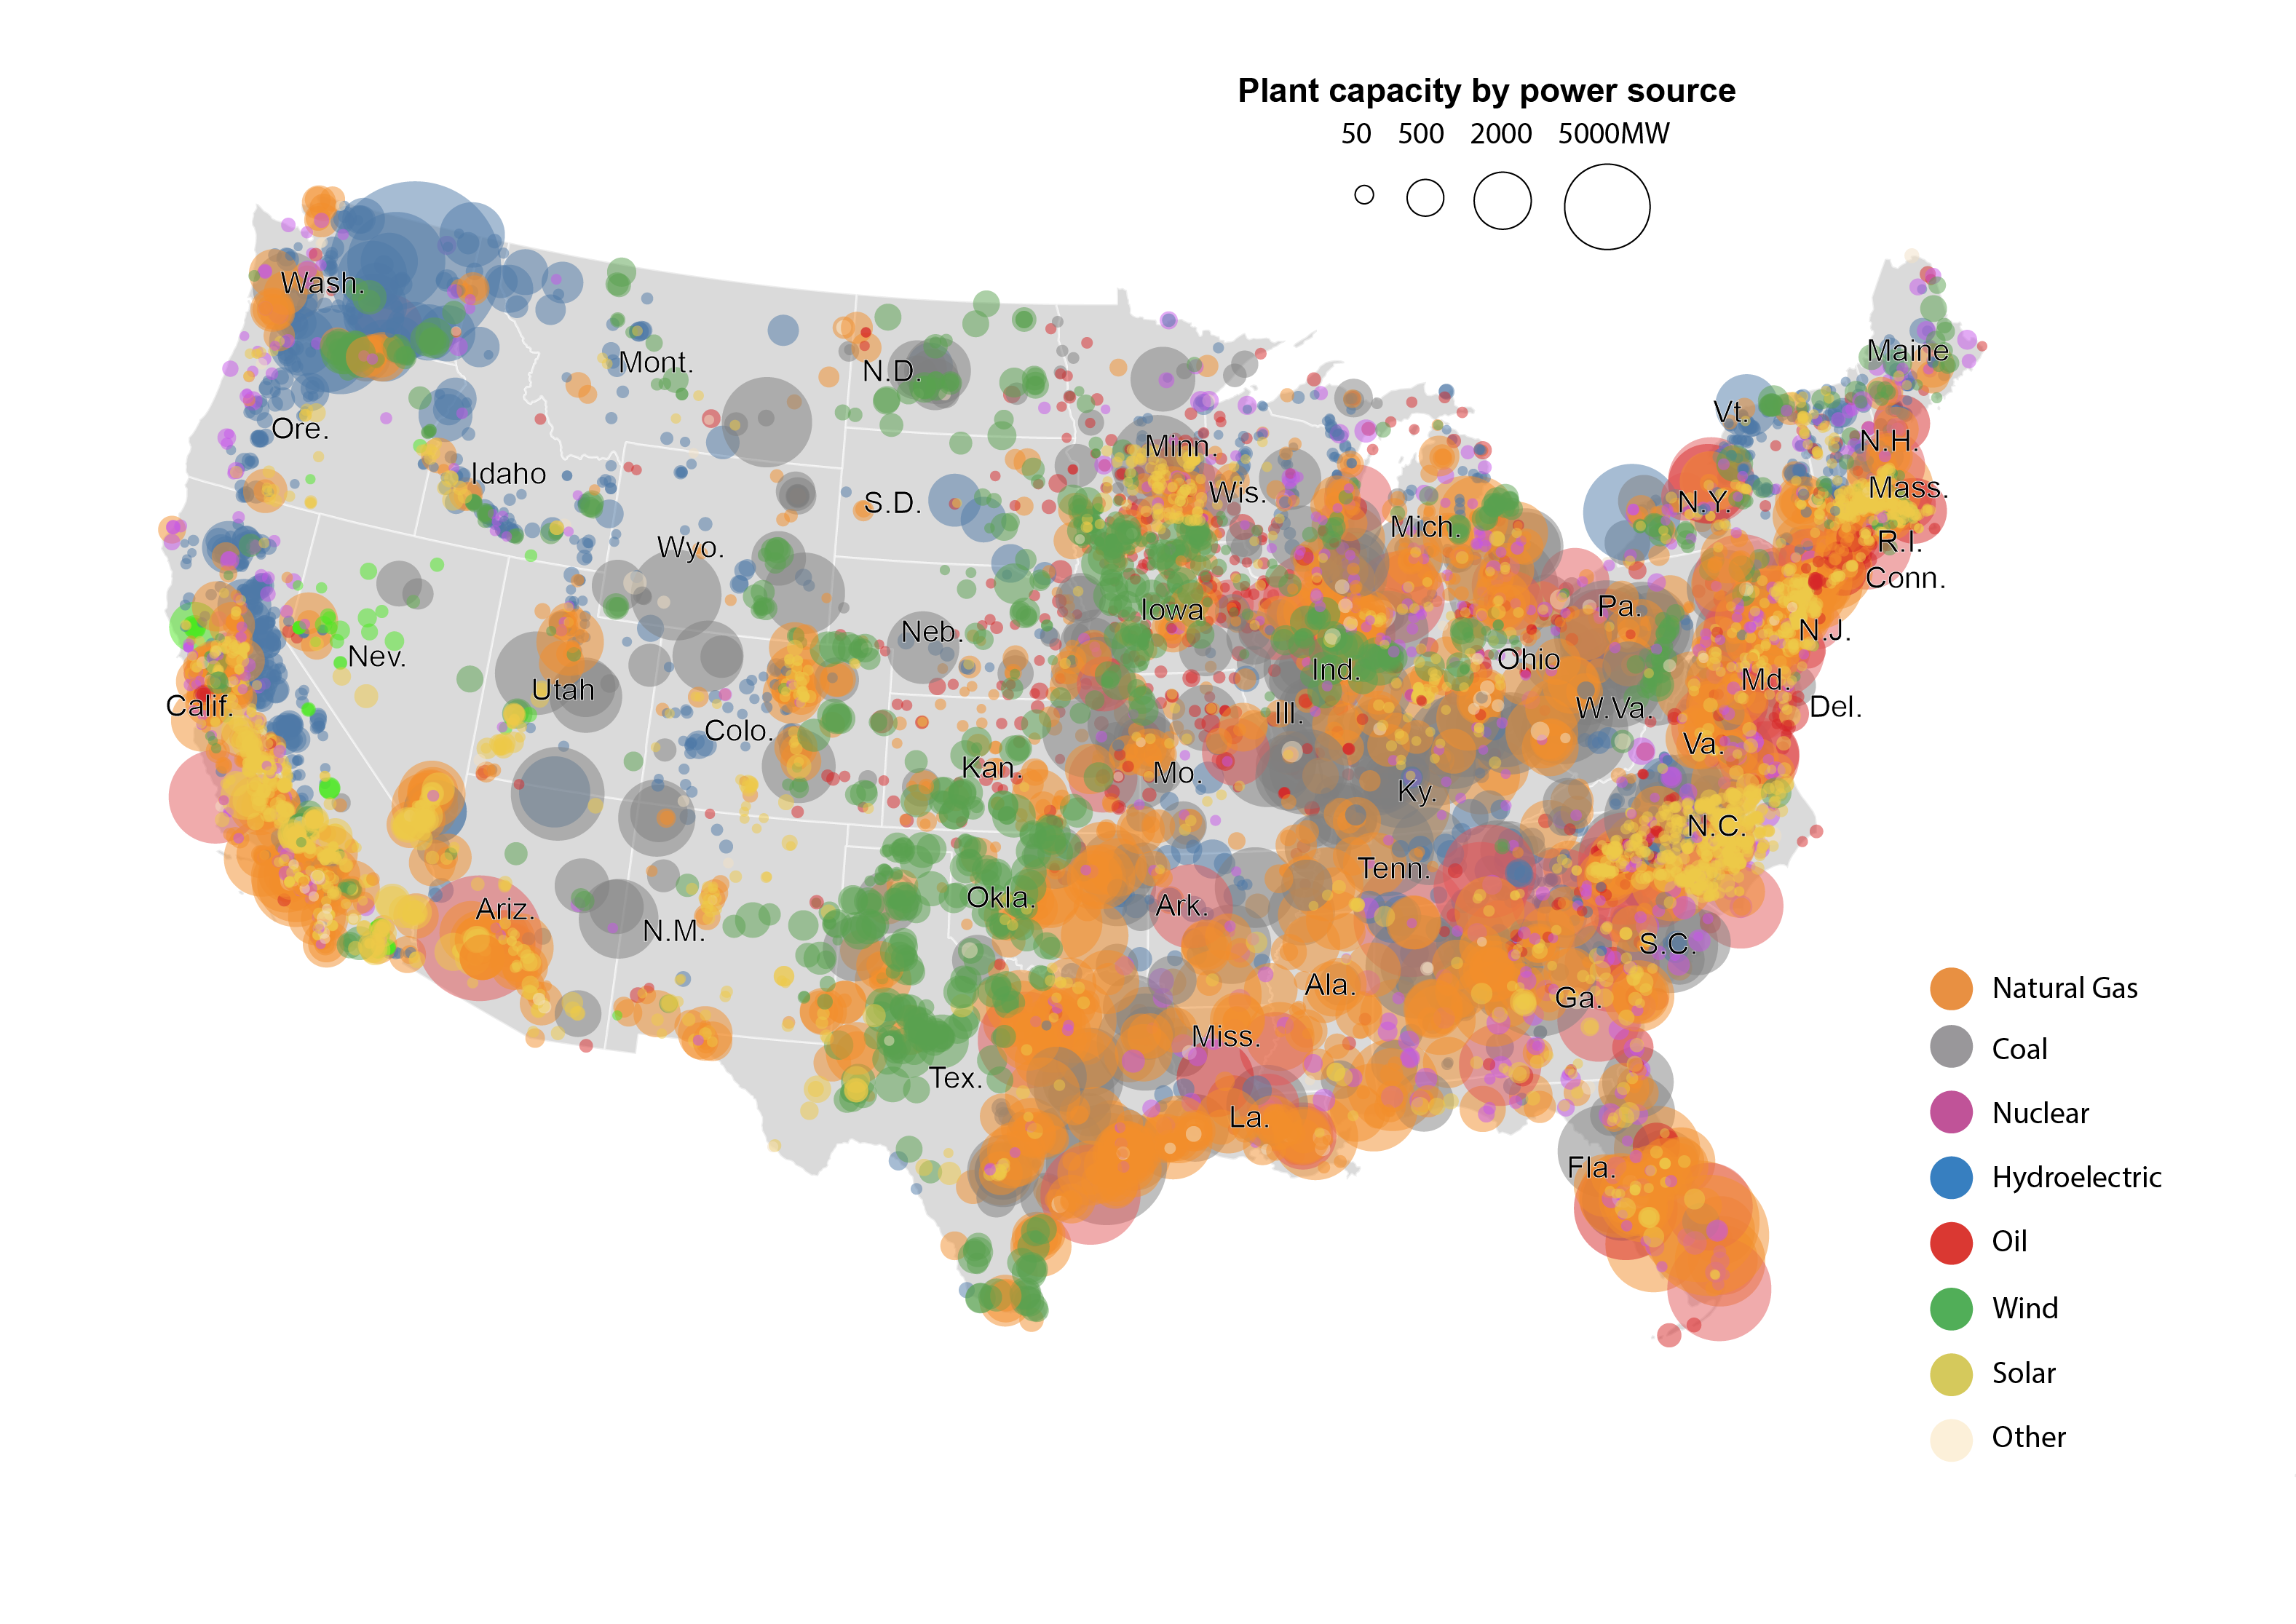 Plant capacity by power source
50 500 2000 5000MW
Wash.
Mont.
N.D.
Maine
Vt.
Ore.
Minn.
N.H.
Idaho
Wis.
Mass.
S.D.
N.Y.
Mich.
R.I.
Wyo.
Conn.
Iowa
Pa.
Neb.
N.J.
Nev.
Ohio
Ind.
Utah
Md.
Calif.
Ill.
W.Va.
Del.
Colo.
Va.
Kan.
Mo.
Ky.
N.C.
Tenn.
Okla.
Ark.
Ariz.
N.M.
S.C.
Ala.
Ga.
Miss.
Tex.
La.
Fla.
Natural Gas
Coal
Nuclear
Hydroelectric
Oil
Wind
Solar
Other